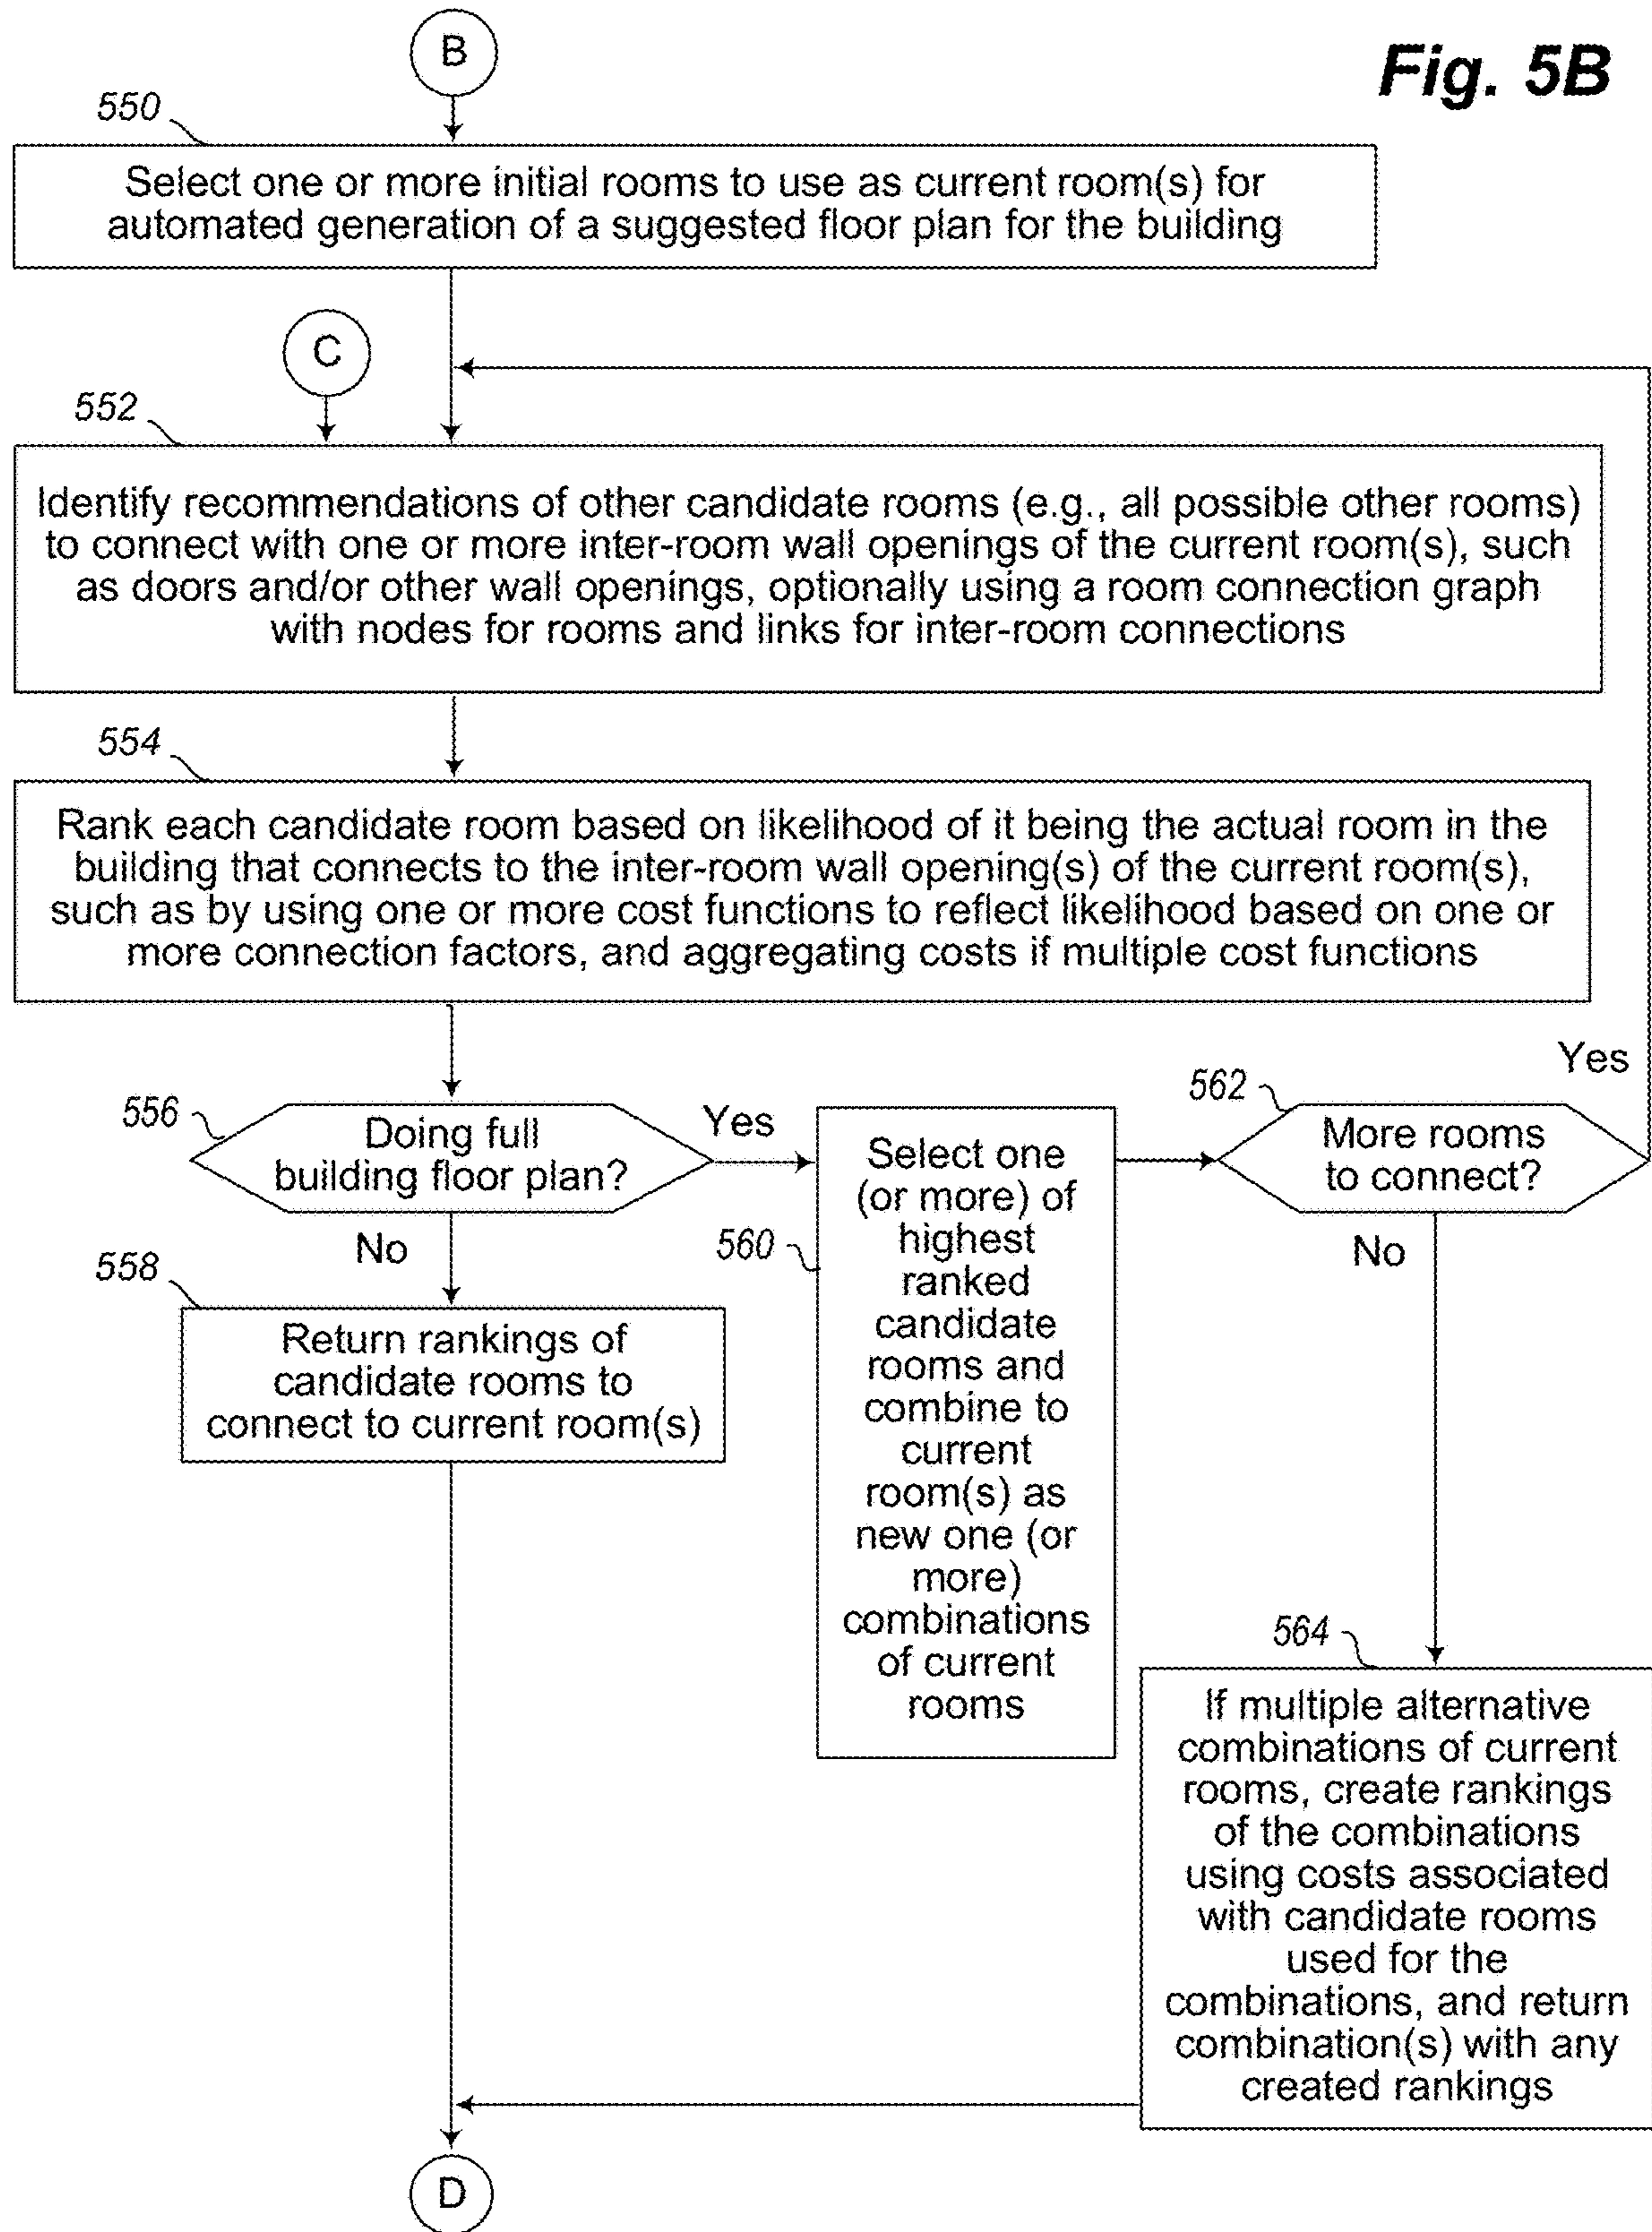 B
Fig. 5B
550
Select one or more initial rooms to use as current room(s) for
automated generation of a suggested floor plan for the building
C
552
Identify recommendations of other candidate rooms (e.g., all possible other rooms)
to connect with one or more inter-room wall openings of the current room(s), such
as doors and/or other wall openings, optionally using a room connection graph
with nodes for rooms and links for inter-room connections
554
Rank each candidate room based on likelihood of it being the actual room in the
building that connects to the inter-room wall opening(s) of the current room(s),
such as by using one or more cost functions to reflect likelihood based on one or
more connection factors, and aggregating costs if multiple cost functions
556
Doing full
building floor plan?
Yes
No
558
Return rankings of
candidate rooms to
connect to current room(s)
560
Select one
(or more) of
highest
ranked
candidate
rooms and
combine to
current
room(s) as
new one (or
more)
combinations
of current
rooms
562
More rooms
to connect?
Yes
No
564
If multiple alternative
combinations of current
rooms, create rankings
of the combinations
using costs associated
with candidate rooms
used for the
combinations, and return
combination(s) with any
created rankings
D